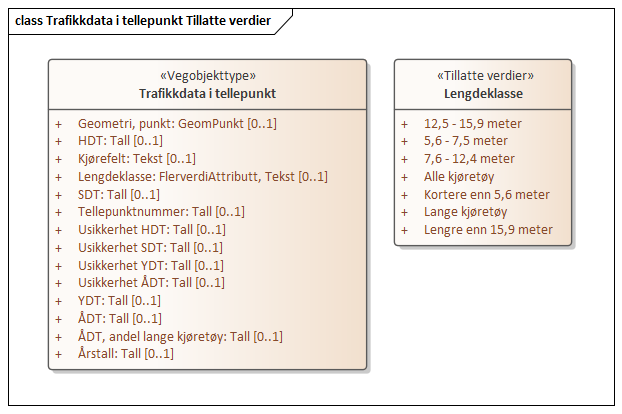 class Trafikkdata i tellepunkt Tillatte verdier
«Vegobjekttype»
Trafikkdata i tellepunkt
+ Geometri, punkt: GeomPunkt [0..1]
+ HDT: Tall [0..1]
+ Kjørefelt: Tekst [0..1]
+ Lengdeklasse: FlerverdiAttributt, Tekst [0..1]
+ SDT: Tall [0..1]
+ Tellepunktnummer: Tall [0..1]
+ Usikkerhet HDT: Tall [0..1]
+ Usikkerhet SDT: Tall [0..1]
+ Usikkerhet YDT: Tall [0..1]
+ Usikkerhet ÅDT: Tall [0..1]
+ YDT: Tall [0..1]
+ ÅDT: Tall [0..1]
+ ÅDT, andel lange kjøretøy: Tall [0..1]
+ Årstall: Tall [0..1]
«Tillatte verdier»
Lengdeklasse
+ 12,5 - 15,9 meter
+ 5,6 - 7,5 meter
+ 7,6 - 12,4 meter
+ Alle kjøretøy
+ Kortere enn 5,6 meter
+ Lange kjøretøy
+ Lengre enn 15,9 meter